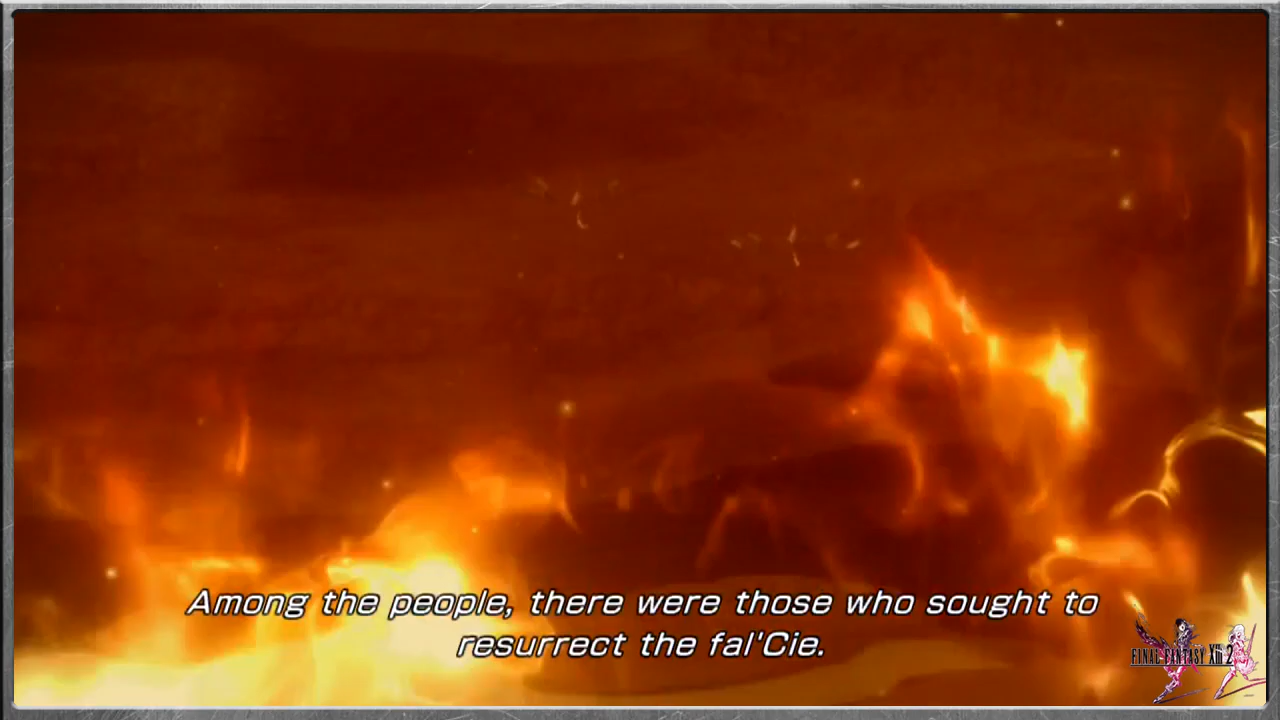 Among the people, there were those who sought to
resurrect the fal'Cie.
FINAL FANTASY XIII-2